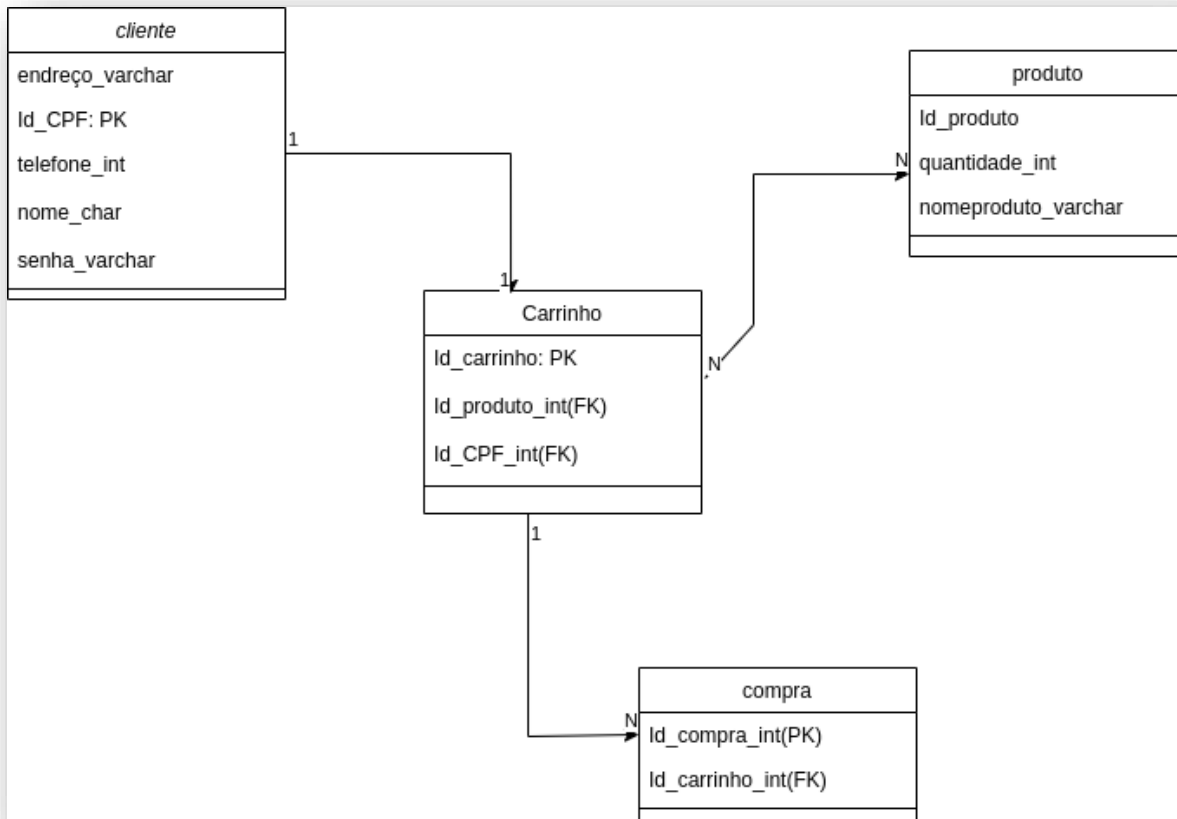 cliente
endreço_varchar
Id_CPF: PK
telefone_int
nome_char
senha_varchar
1
1
produto
Id_produto
quantidade_int
nomeproduto_varchar
N
N
Carrinho
Id_carrinho: PK
Id_produto_int(FK)
Id_CPF_int(FK)
1
N
compra
Id_compra_int(PK)
Id_carrinho_int(FK)